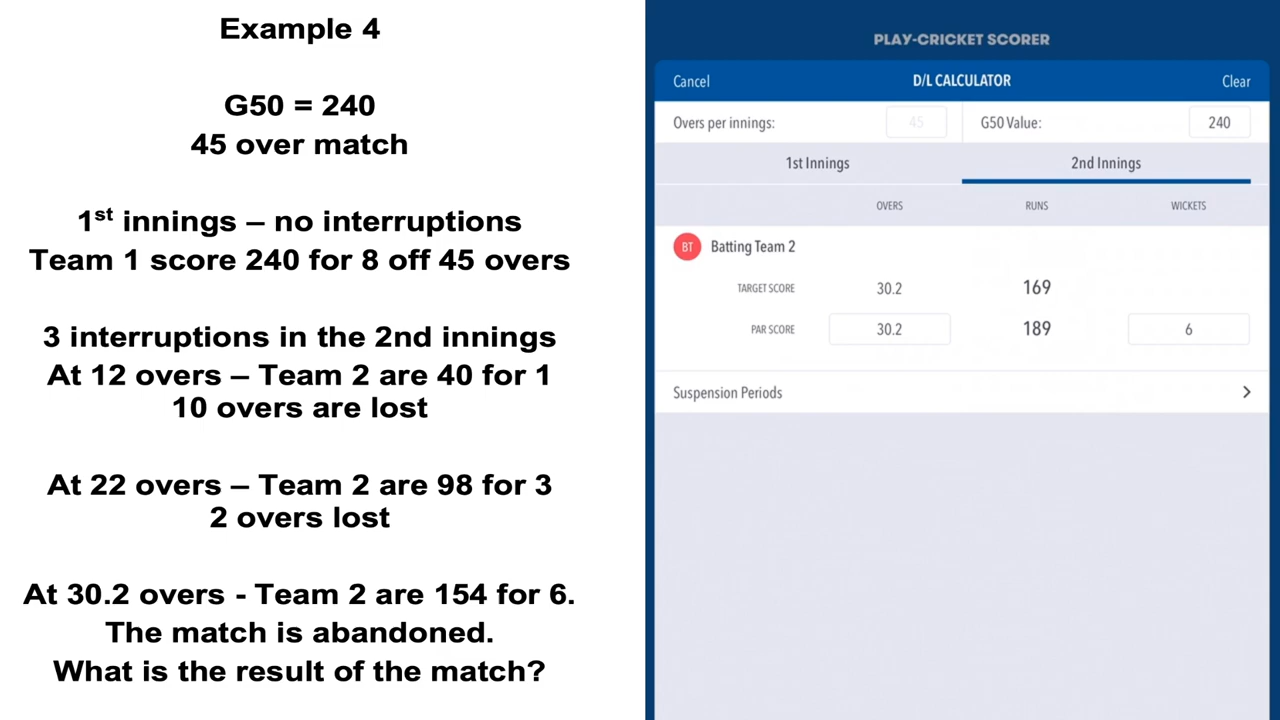 Example 4
G50 = 240
45 over match
1st innings – no interruptions
Team 1 score 240 for 8 off 45 overs
3 interruptions in the 2nd innings
At 12 overs – Team 2 are 40 for 1
10 overs are lost
At 22 overs – Team 2 are 98 for 3
2 overs lost
At 30.2 overs - Team 2 are 154 for 6.
The match is abandoned.
What is the result of the match?
PLAY-CRICKET SCORER
Cancel D/L CALCULATOR Clear
Overs per innings: 45 G50 Value: 240
1st Innings 2nd Innings
OVERS RUNS WICKETS
BT Batting Team 2
TARGET SCORE 30.2 169
PAR SCORE 30.2 189 6
Suspension Periods